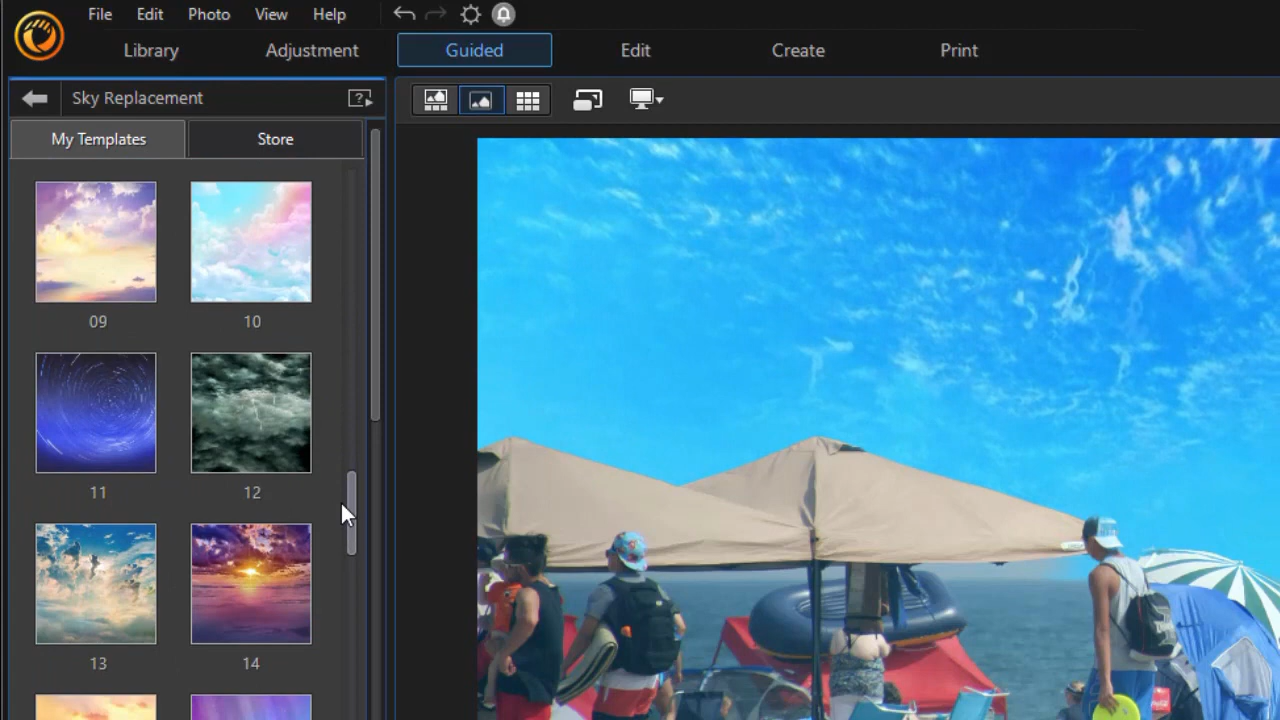 File Edit Photo View Help
Library Adjustment Guided Edit Create Print
Sky Replacement
My Templates Store
09 10
11 12
13 14